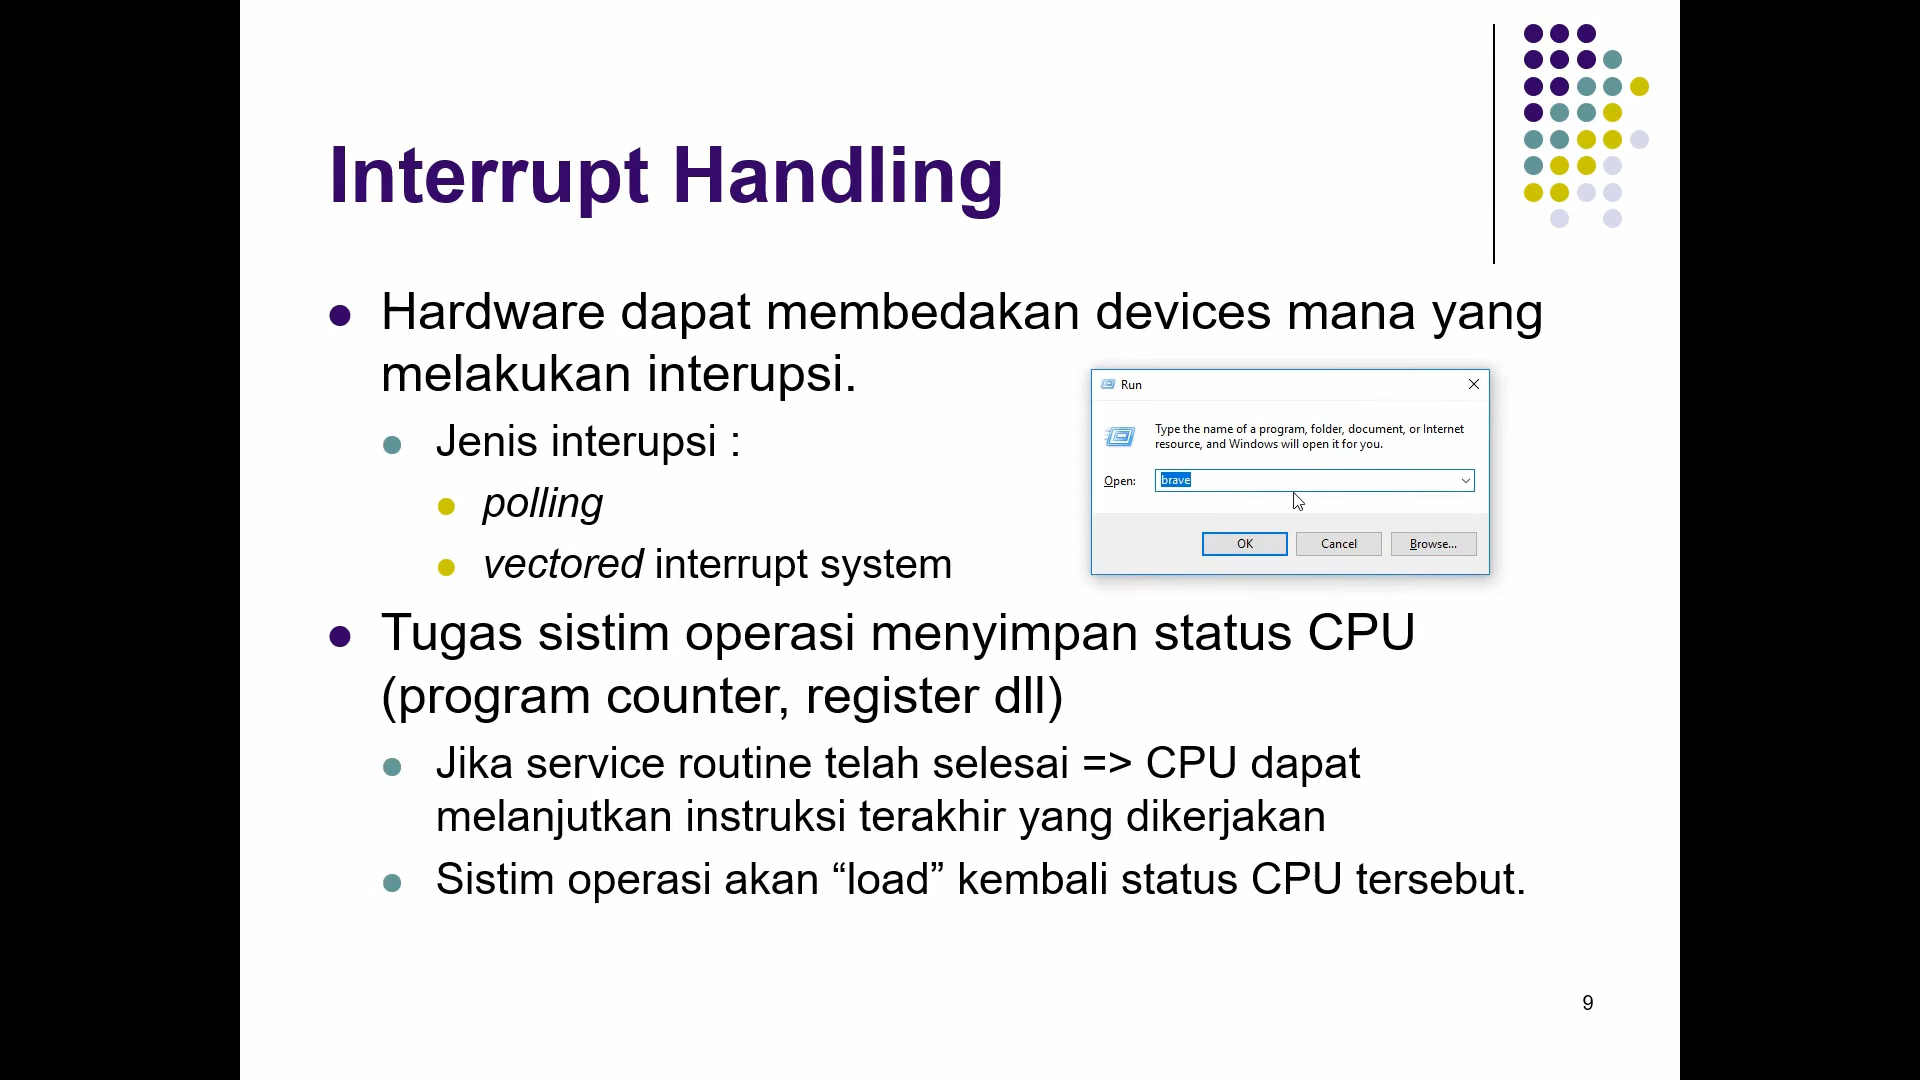 Interrupt Handling
Hardware dapat membedakan devices mana yang
melakukan interupsi.
Jenis interupsi :
polling
vectored interrupt system
Run
Type the name of a program, folder, document, or Internet
resource, and Windows will open it for you.
Open:
brave
OK
Cancel
Browse...
Tugas sistim operasi menyimpan status CPU
(program counter, register dll)
Jika service routine telah selesai => CPU dapat
melanjutkan instruksi terakhir yang dikerjakan
Sistim operasi akan “load” kembali status CPU tersebut.
9